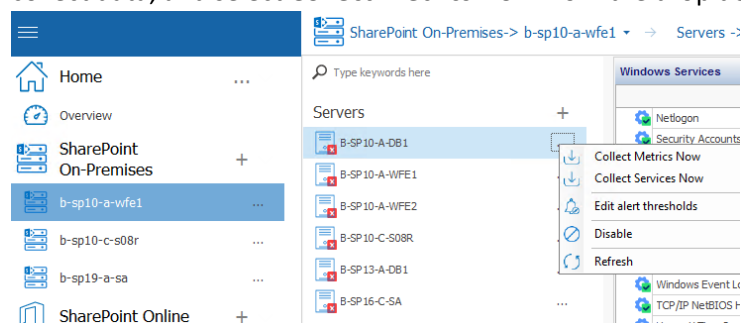 SharePoint On-Premises-> b-sp10-a-wfe1 Servers ->
Home ...
Type keywords here
Windows Services
Overview
Servers +
Netlogon
SharePoint
On-Premises +
B-SP10-A-DB1
Security Accounts
Collect Metrics Now
b-sp10-a-wfe1 ...
B-SP10-A-WFE1
Collect Services Now
B-SP10-A-WFE2
Edit alert thresholds
b-sp10-c-s08r ...
B-SP10-C-S08R
Disable
b-sp19-a-sa ...
B-SP13-A-DB1
Refresh
Windows Event Lo
SharePoint Online +
B-SP16-C-SA ...
TCP/IP NetBIOS H